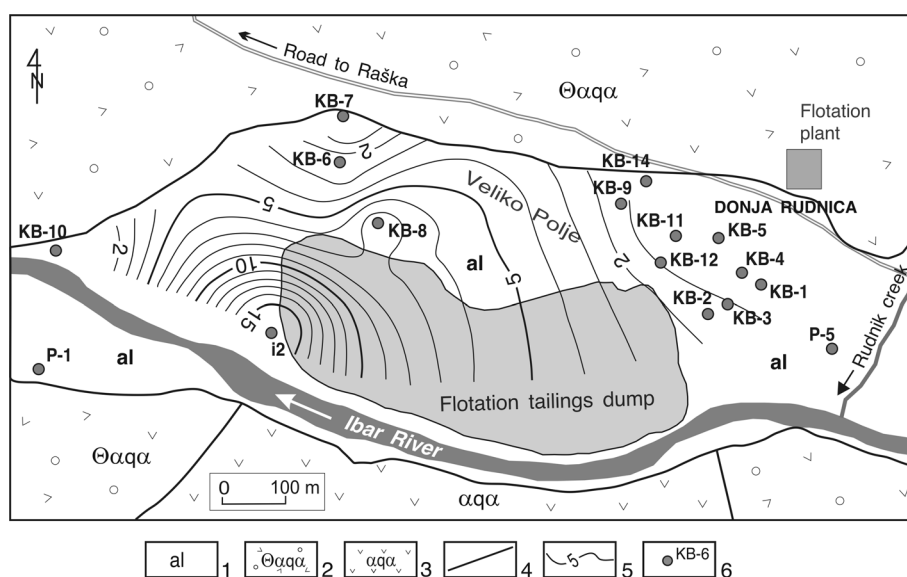 N
Road to Raška
Θαqα
Flotation
plant
KB-7
KB-6
2
KB-14
KB-9
Veliko Polje
DONJA RUDNICA
KB-11
KB-5
5
KB-10
KB-8
2
al
5
2
KB-12
KB-4
KB-1
10
KB-2
KB-3
15
i2
P-1
al
al
P-5
Rudnik creek
Flotation tailings dump
Ibar River
Θαqα
0 100 m
αqα
al 1 Θαqα 2 αqα 3 4 5 5 KB-6 6